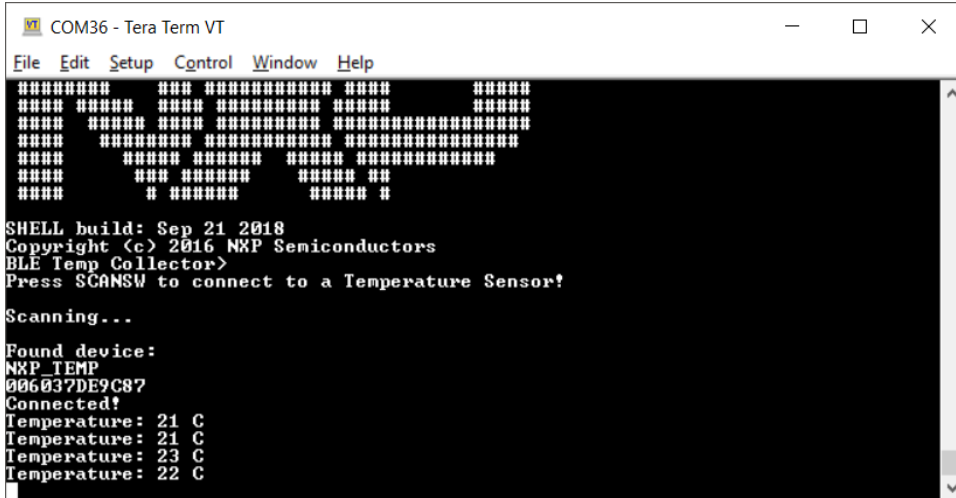 COM36 - Tera Term VT
File Edit Setup Control Window Help
######## ### ########### #### #####
#### ##### #### ######### ##### #####
#### ##### #### ######### #################
#### ######## ########### ###############
#### ##### ###### ##### ############
#### ### ###### ##### ##
#### # ###### ##### #
SHELL build: Sep 21 2018
Copyright (c) 2016 NXP Semiconductors
BLE Temp Collector>
Press SCANSW to connect to a Temperature Sensor!
Scanning...
Found device:
NXP_TEMP
006037DE9C87
Connected!
Temperature: 21 C
Temperature: 21 C
Temperature: 23 C
Temperature: 22 C